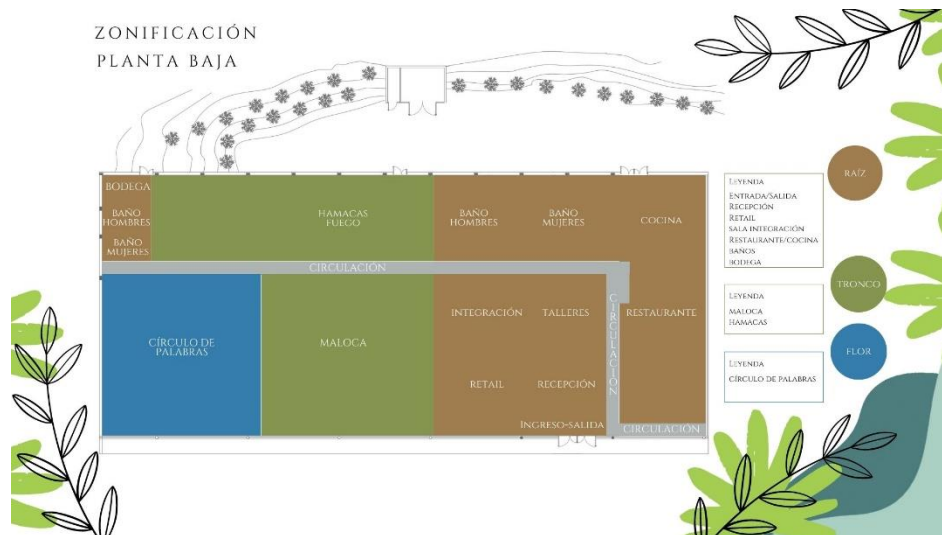 ZONIFICACIÓN
PLANTA BAJA
BODEGA
BAÑO
HOMBRES
BAÑO
MUJERES
HAMACAS
FUEGO
BAÑO
HOMBRES
BAÑO
MUJERES
COCINA
CIRCULACIÓN
CÍRCULO DE
PALABRAS
MALOCA
INTEGRACIÓN
TALLERES
CIRCULACIÓN
RESTAURANTE
RETAIL
RECEPCIÓN
INGRESO-SALIDA
CIRCULACIÓN
LEYENDA
ENTRADA/SALIDA
RECEPCIÓN
RETAIL
SALA INTEGRACIÓN
RESTAURANTE/COCINA
BAÑOS
BODEGA
RAÍZ
LEYENDA
MALOCA
HAMACAS
TRONCO
LEYENDA
CÍRCULO DE PALABRAS
FLOR